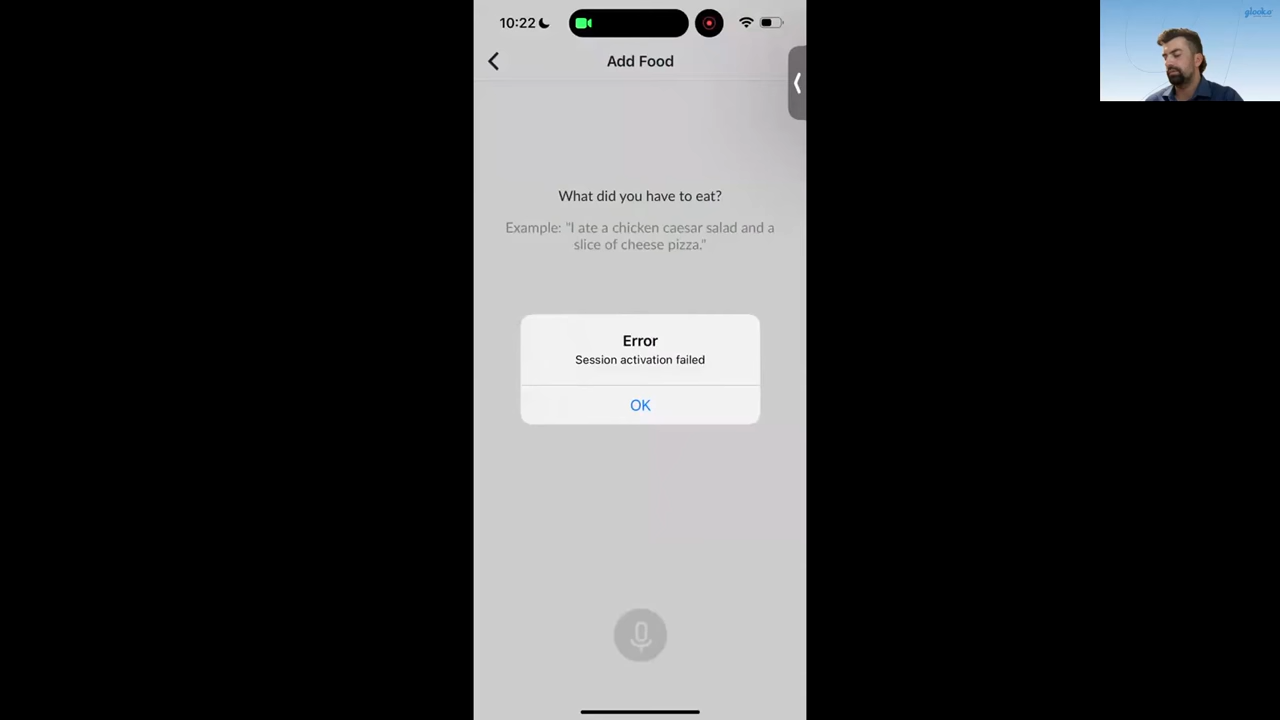 10:22
glooko
Add Food
What did you have to eat?
Example: "I ate a chicken caesar salad and a
slice of cheese pizza."
Error
Session activation failed
OK